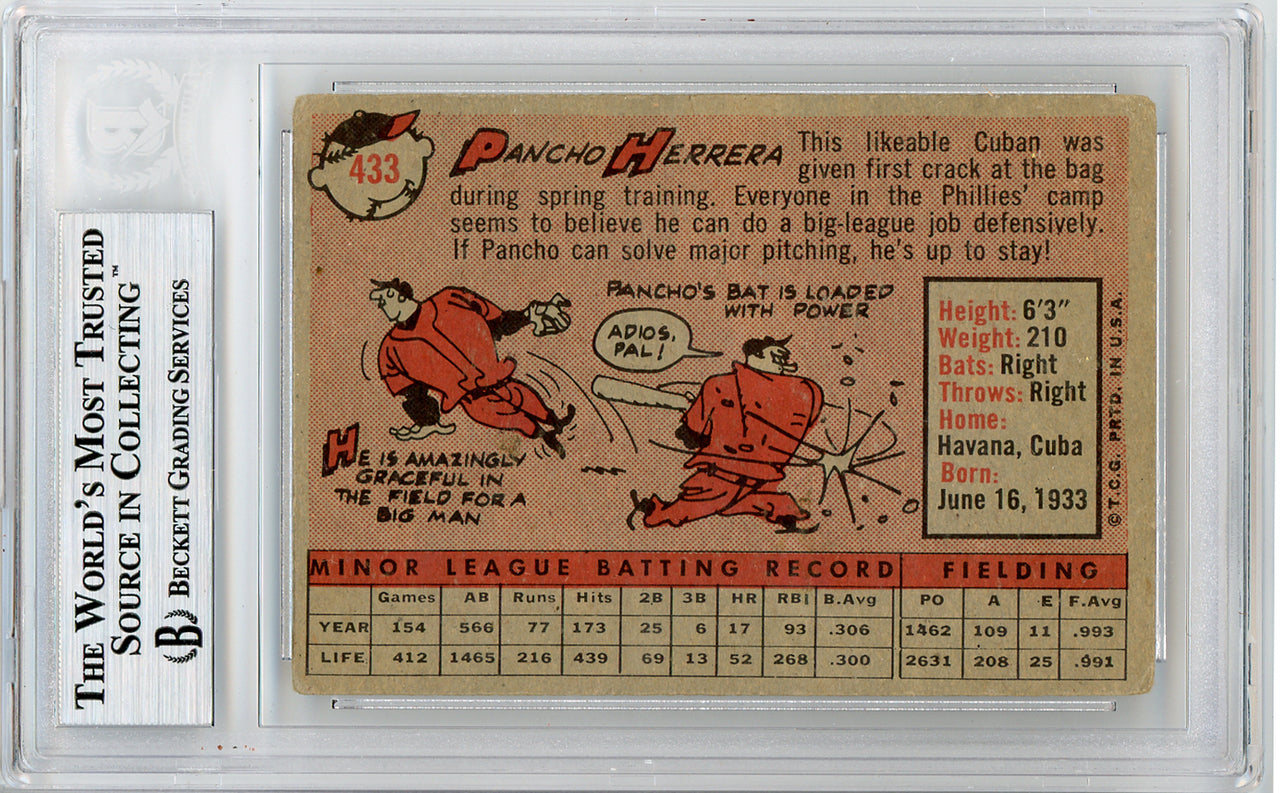 THE WORLD'S MOST TRUSTED
SOURCE IN COLLECTING™
BECKETT GRADING SERVICES
B
433
PANCHO HERRERA
This likeable Cuban was
given first crack at the bag
during spring training. Everyone in the Phillies' camp
seems to believe he can do a big-league job defensively.
If Pancho can solve major pitching, he's up to stay!
PANCHO'S BAT IS LOADED
WITH POWER
ADIOS,
PAL!
HE IS AMAZINGLY
GRACEFUL IN
THE FIELD FOR A
BIG MAN
Height: 6'3"
Weight: 210
Bats: Right
Throws: Right
Home:
Havana, Cuba
Born:
June 16, 1933
©T.C.G. PRTD. IN U.S.A.
MINOR LEAGUE BATTING RECORD FIELDING
Games AB Runs Hits 2B 3B HR RBI B.Avg PO A E F.Avg
YEAR 154 566 77 173 25 6 17 93 .306 1462 109 11 .993
LIFE 412 1465 216 439 69 13 52 268 .300 2631 208 25 .991